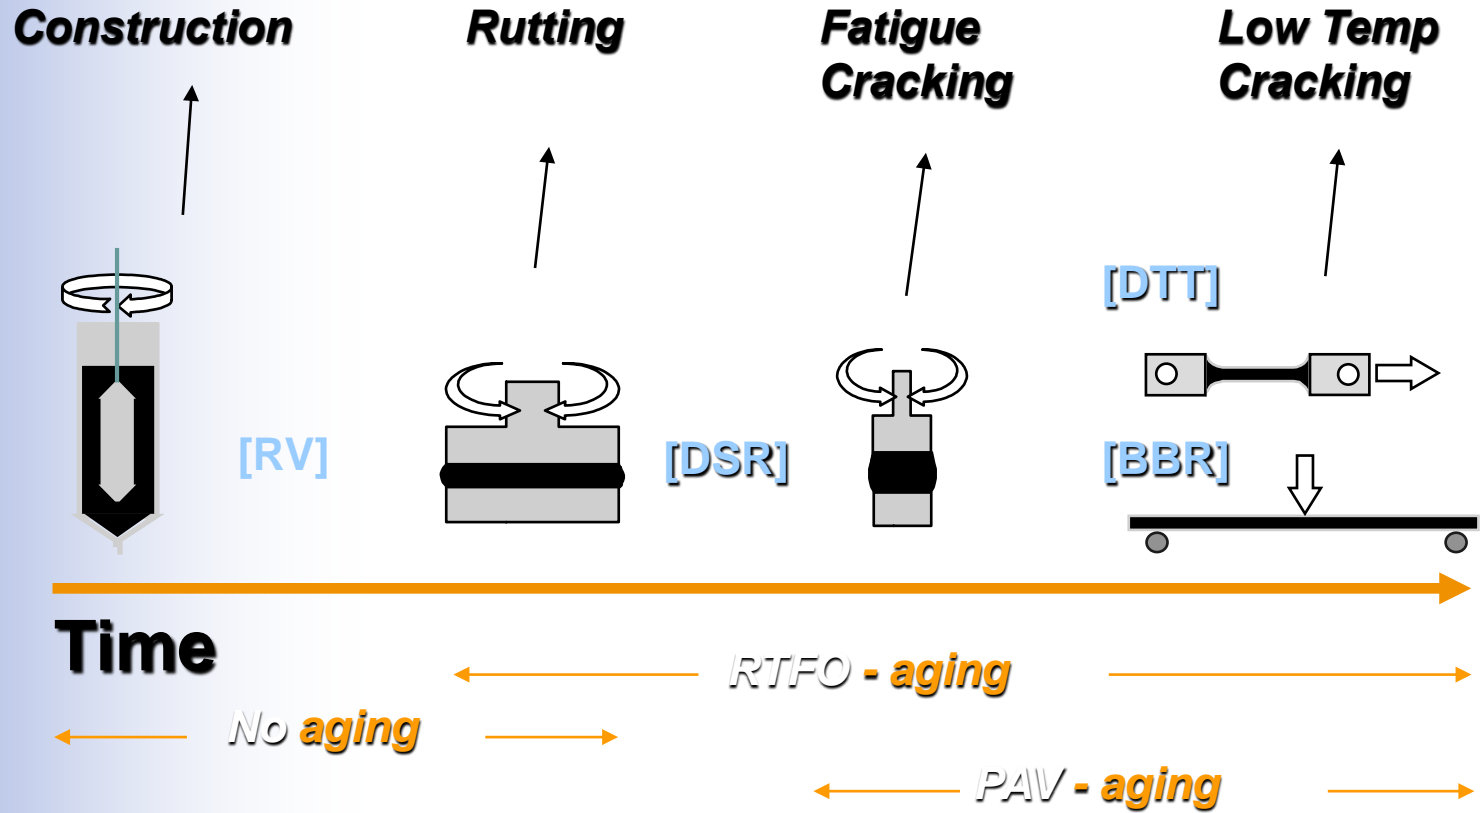 Construction
Rutting
Fatigue
Cracking
Low Temp
Cracking
[DTT]
[RV]
[DSR]
[BBR]
Time
RTFO - aging
No aging
PAV - aging